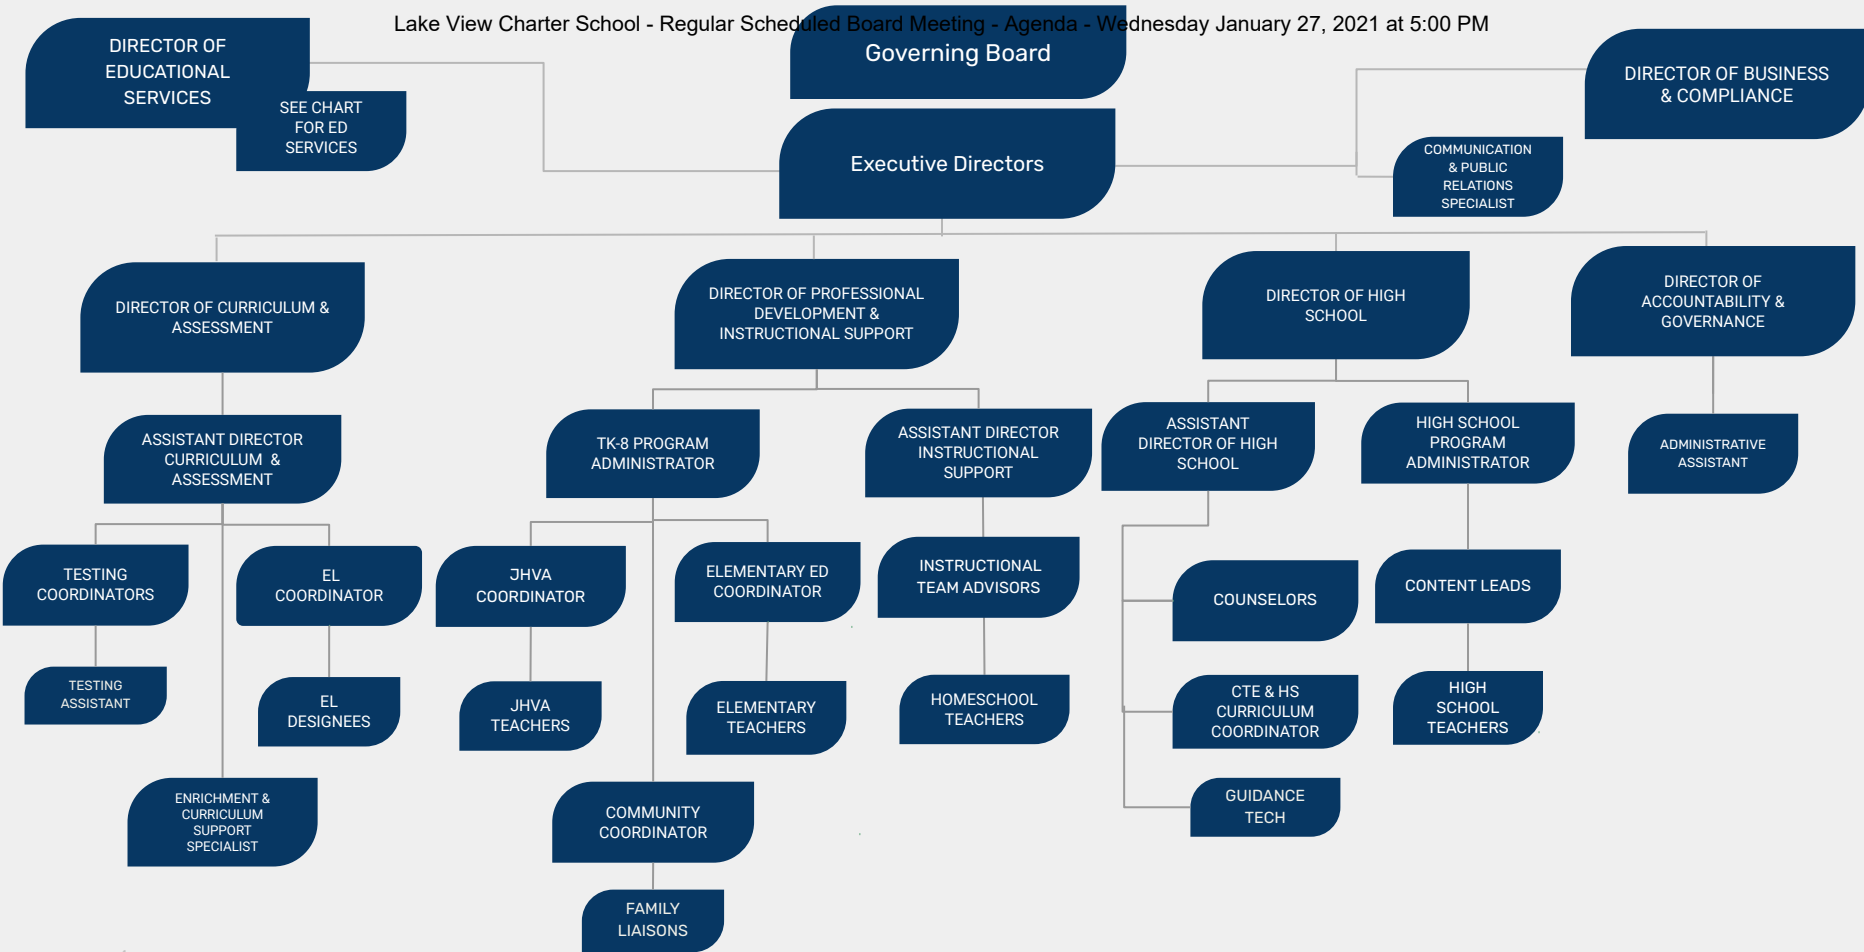 Lake View Charter School - Regular Scheduled Board Meeting - Agenda - Wednesday January 27, 2021 at 5:00 PM
DIRECTOR OF
EDUCATIONAL
SERVICES
SEE CHART
FOR ED
SERVICES
Governing Board
Executive Directors
DIRECTOR OF BUSINESS
& COMPLIANCE
COMMUNICATION
& PUBLIC
RELATIONS
SPECIALIST
DIRECTOR OF CURRICULUM &
ASSESSMENT
DIRECTOR OF PROFESSIONAL
DEVELOPMENT &
INSTRUCTIONAL SUPPORT
DIRECTOR OF HIGH
SCHOOL
DIRECTOR OF
ACCOUNTABILITY &
GOVERNANCE
ASSISTANT DIRECTOR
CURRICULUM &
ASSESSMENT
TK-8 PROGRAM
ADMINISTRATOR
ASSISTANT DIRECTOR
INSTRUCTIONAL
SUPPORT
ASSISTANT
DIRECTOR OF HIGH
SCHOOL
HIGH SCHOOL
PROGRAM
ADMINISTRATOR
ADMINISTRATIVE
ASSISTANT
TESTING
COORDINATORS
EL
COORDINATOR
JHVA
COORDINATOR
ELEMENTARY ED
COORDINATOR
INSTRUCTIONAL
TEAM ADVISORS
COUNSELORS
CONTENT LEADS
TESTING
ASSISTANT
EL
DESIGNEES
JHVA
TEACHERS
ELEMENTARY
TEACHERS
HOMESCHOOL
TEACHERS
CTE & HS
CURRICULUM
COORDINATOR
HIGH
SCHOOL
TEACHERS
ENRICHMENT &
CURRICULUM
SUPPORT
SPECIALIST
COMMUNITY
COORDINATOR
GUIDANCE
TECH
FAMILY
LIAISONS